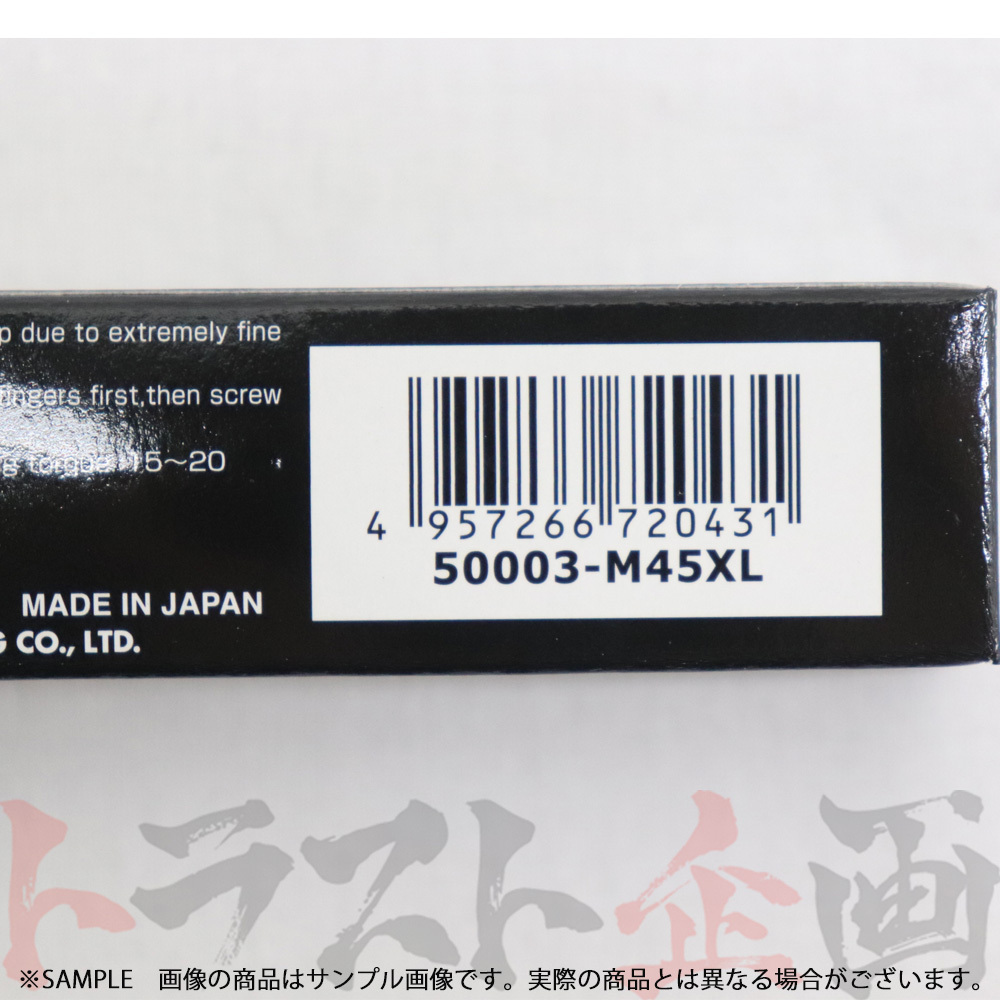 due to extremely fine
fingers first,then screw
torque 15～20
4 957266 720431
50003-M45XL
MADE IN JAPAN
CO., LTD.
トラスト企画
※SAMPLE 画像の商品はサンプル画像です。実際の商品とは異なる場合がございます。